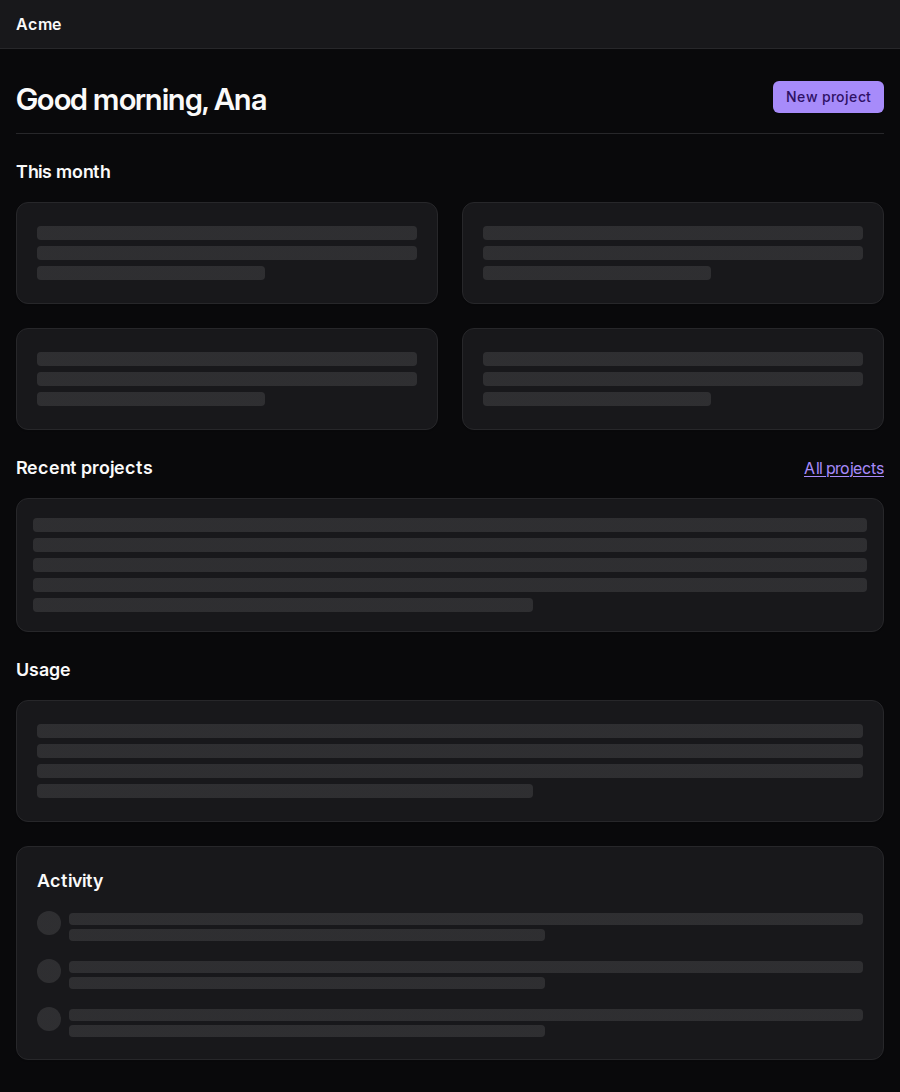 Acme
Good morning, Ana
New project
This month
Recent projects
All projects
Usage
Activity